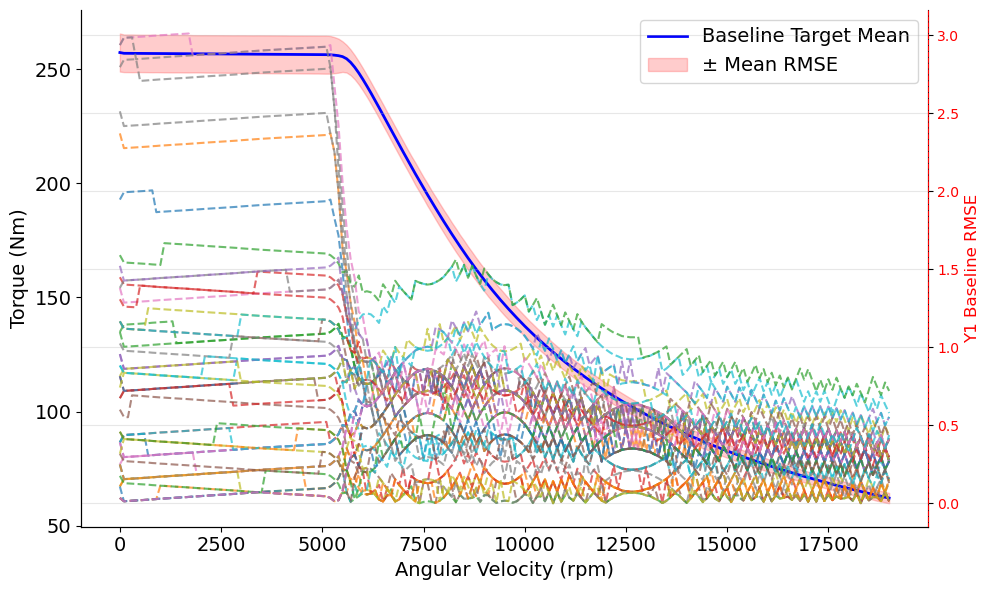 Baseline Target Mean
± Mean RMSE
250
200
150
100
50
Torque (Nm)
3.0
2.5
2.0
1.5
1.0
0.5
0.0
Y1 Baseline RMSE
0 2500 5000 7500 10000 12500 15000 17500
Angular Velocity (rpm)